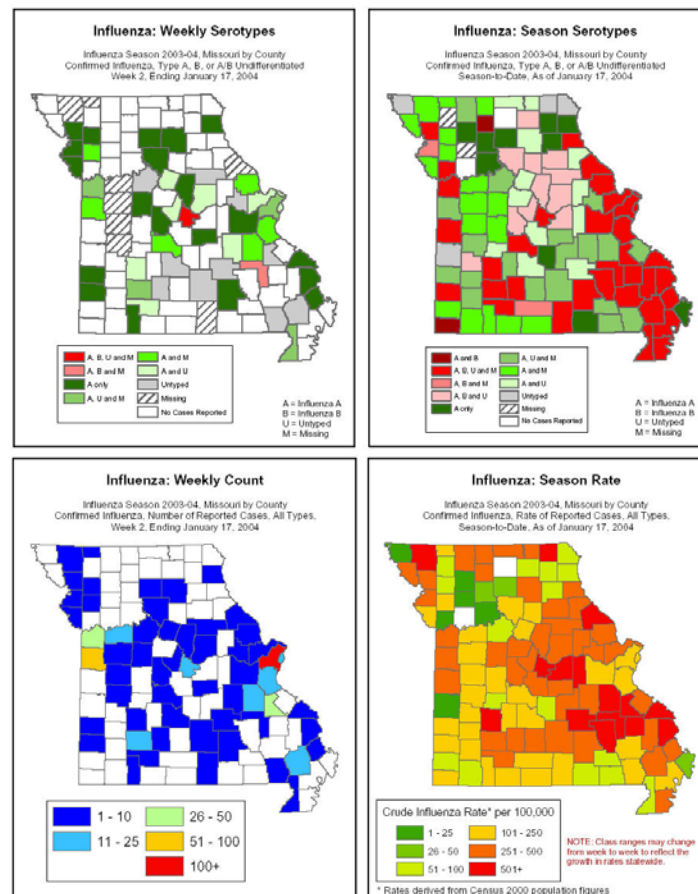 Influenza: Weekly Serotypes
Influenza Season 2003-04, Missouri by County
Confirmed Influenza, Type A, B, or A/B Undifferentiated
Week 2, Ending January 17, 2004
A, B, U and M
A, B and M
A only
A, U and M
A and M
A and U
Untyped
Missing
No Cases Reported
A = Influenza A
B = Influenza B
U = Untyped
M = Missing
Influenza: Season Serotypes
Influenza Season 2003-04, Missouri by County
Confirmed Influenza, Type A, B, or A/B Undifferentiated
Season-to-Date, As of January 17, 2004
A and B
A, B, U and M
A, B and M
A, B and U
A only
A, U and M
A and M
A and U
Untyped
Missing
No Cases Reported
A = Influenza A
B = Influenza B
U = Untyped
M = Missing
Influenza: Weekly Count
Influenza Season 2003-04, Missouri by County
Confirmed Influenza, Number of Reported Cases, All Types,
Week 2, Ending January 17, 2004
1 - 10
11 - 25
26 - 50
51 - 100
100+
Influenza: Season Rate
Influenza Season 2003-04, Missouri by County
Confirmed Influenza, Rate of Reported Cases, All Types,
Season-to-Date, As of January 17, 2004
Crude Influenza Rate* per 100,000
1 - 25
26 - 50
51 - 100
101 - 250
251 - 500
501+
NOTE: Class ranges may change
from week to week to reflect the
growth in rates statewide.
* Rates derived from Census 2000 population figures